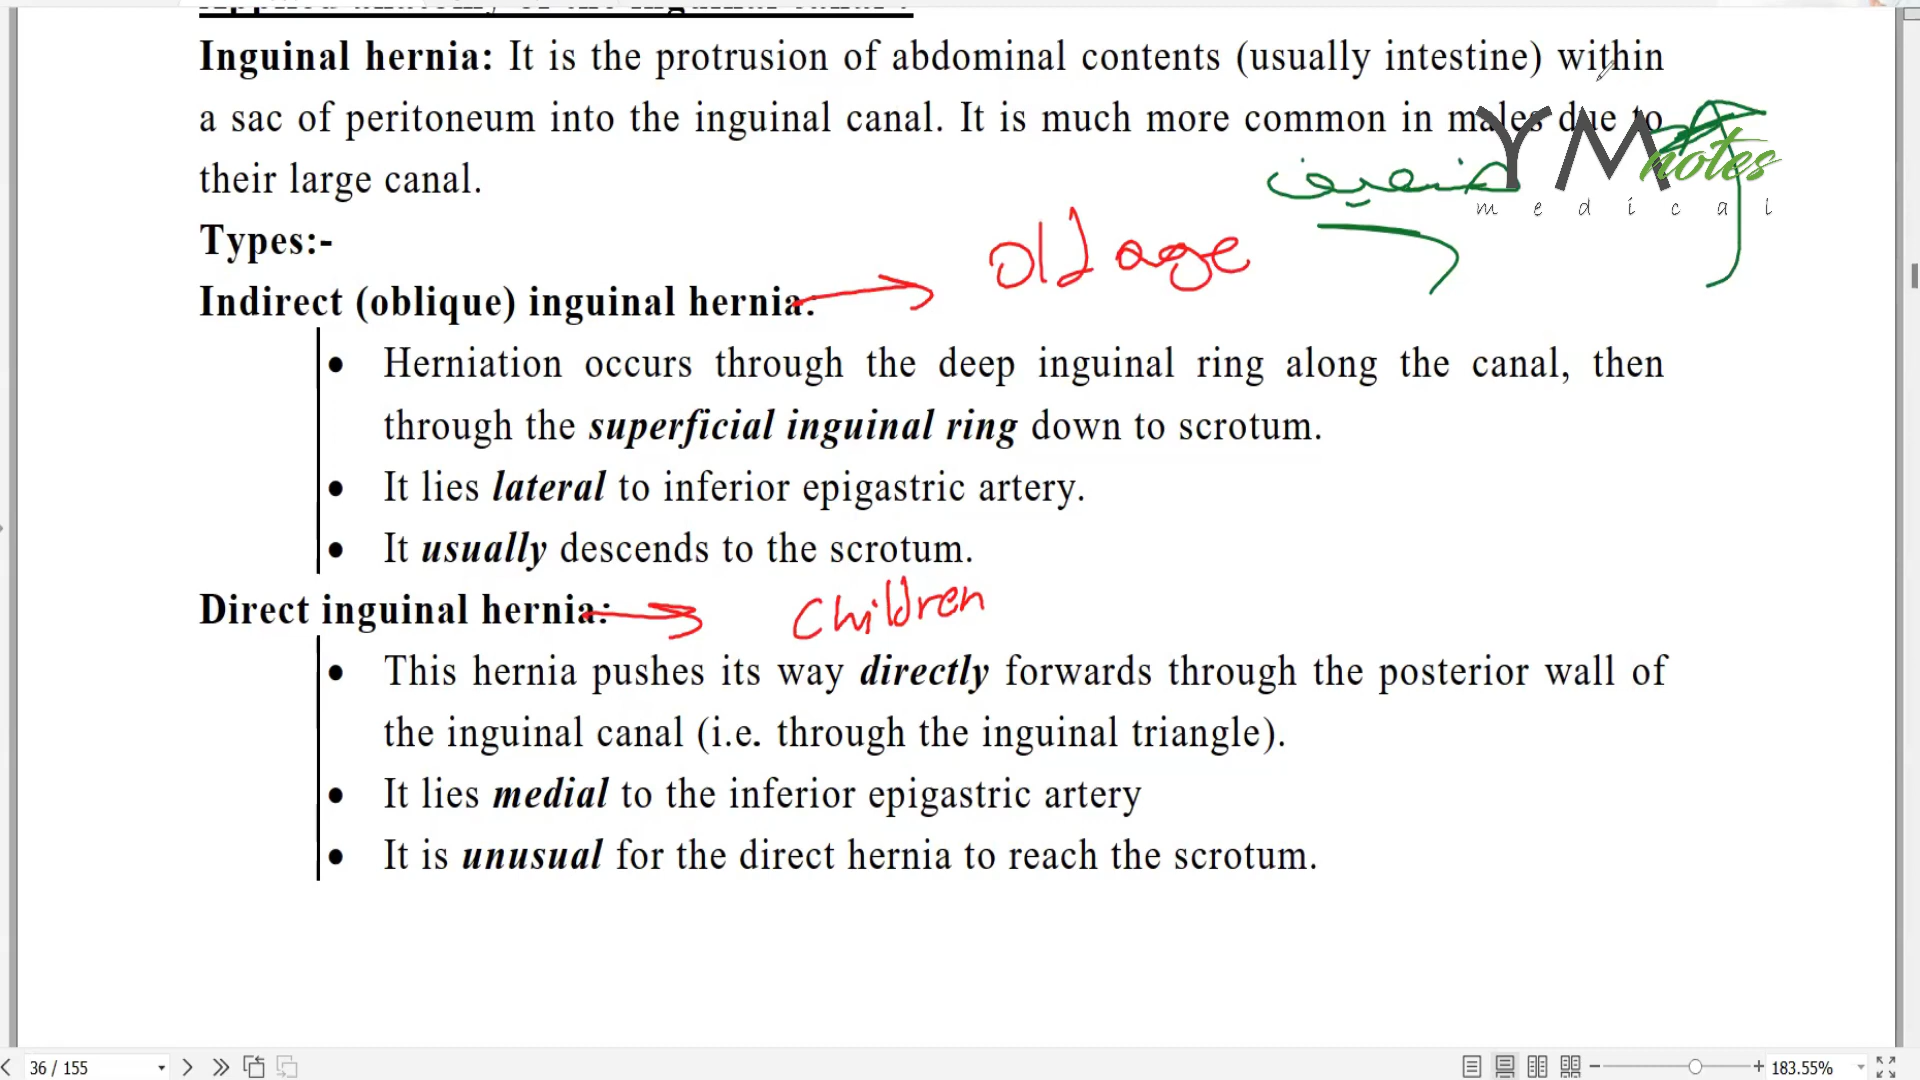 Inguinal hernia: It is the protrusion of abdominal contents (usually intestine) within
a sac of peritoneum into the inguinal canal. It is much more common in males due to
their large canal.
YM notes
medical
Types:-
old age
Indirect (oblique) inguinal hernia:
• Herniation occurs through the deep inguinal ring along the canal, then
through the superficial inguinal ring down to scrotum.
• It lies lateral to inferior epigastric artery.
• It usually descends to the scrotum.
Direct inguinal hernia: children
• This hernia pushes its way directly forwards through the posterior wall of
the inguinal canal (i.e. through the inguinal triangle).
• It lies medial to the inferior epigastric artery
• It is unusual for the direct hernia to reach the scrotum.
36 / 155
183.55%